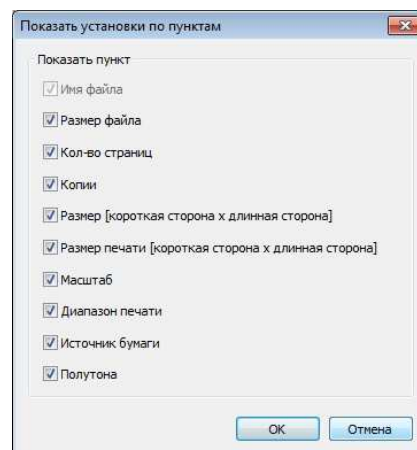 Показать установки по пунктам
Показать пункт
Имя файла
Размер файла
Кол-во страниц
Копии
Размер [короткая сторона x длинная сторона]
Размер печати [короткая сторона x длинная сторона]
Масштаб
Диапазон печати
Источник бумаги
Полутона
OK Отмена